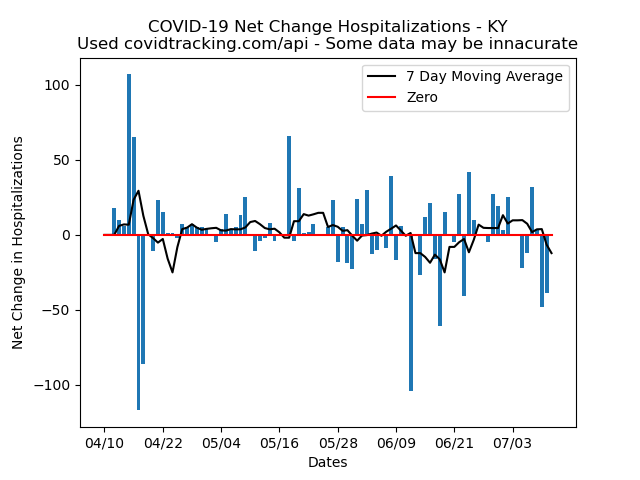 COVID-19 Net Change Hospitalizations - KY
Used covidtracking.com/api - Some data may be innacurate
7 Day Moving Average
Zero
Net Change in Hospitalizations
100
50
0
−50
−100
04/10 04/22 05/04 05/16 05/28 06/09 06/21 07/03
Dates